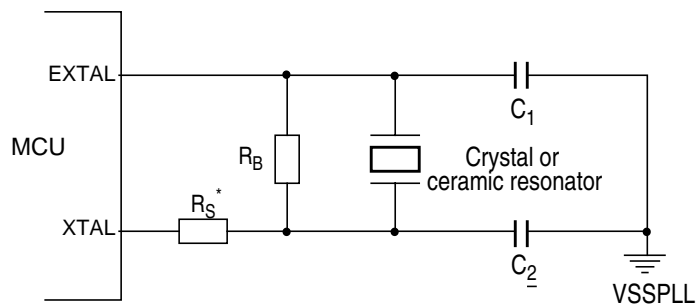 EXTAL
C1
MCU
RB
Crystal or
ceramic resonator
RS*
XTAL
C2
VSSPLL